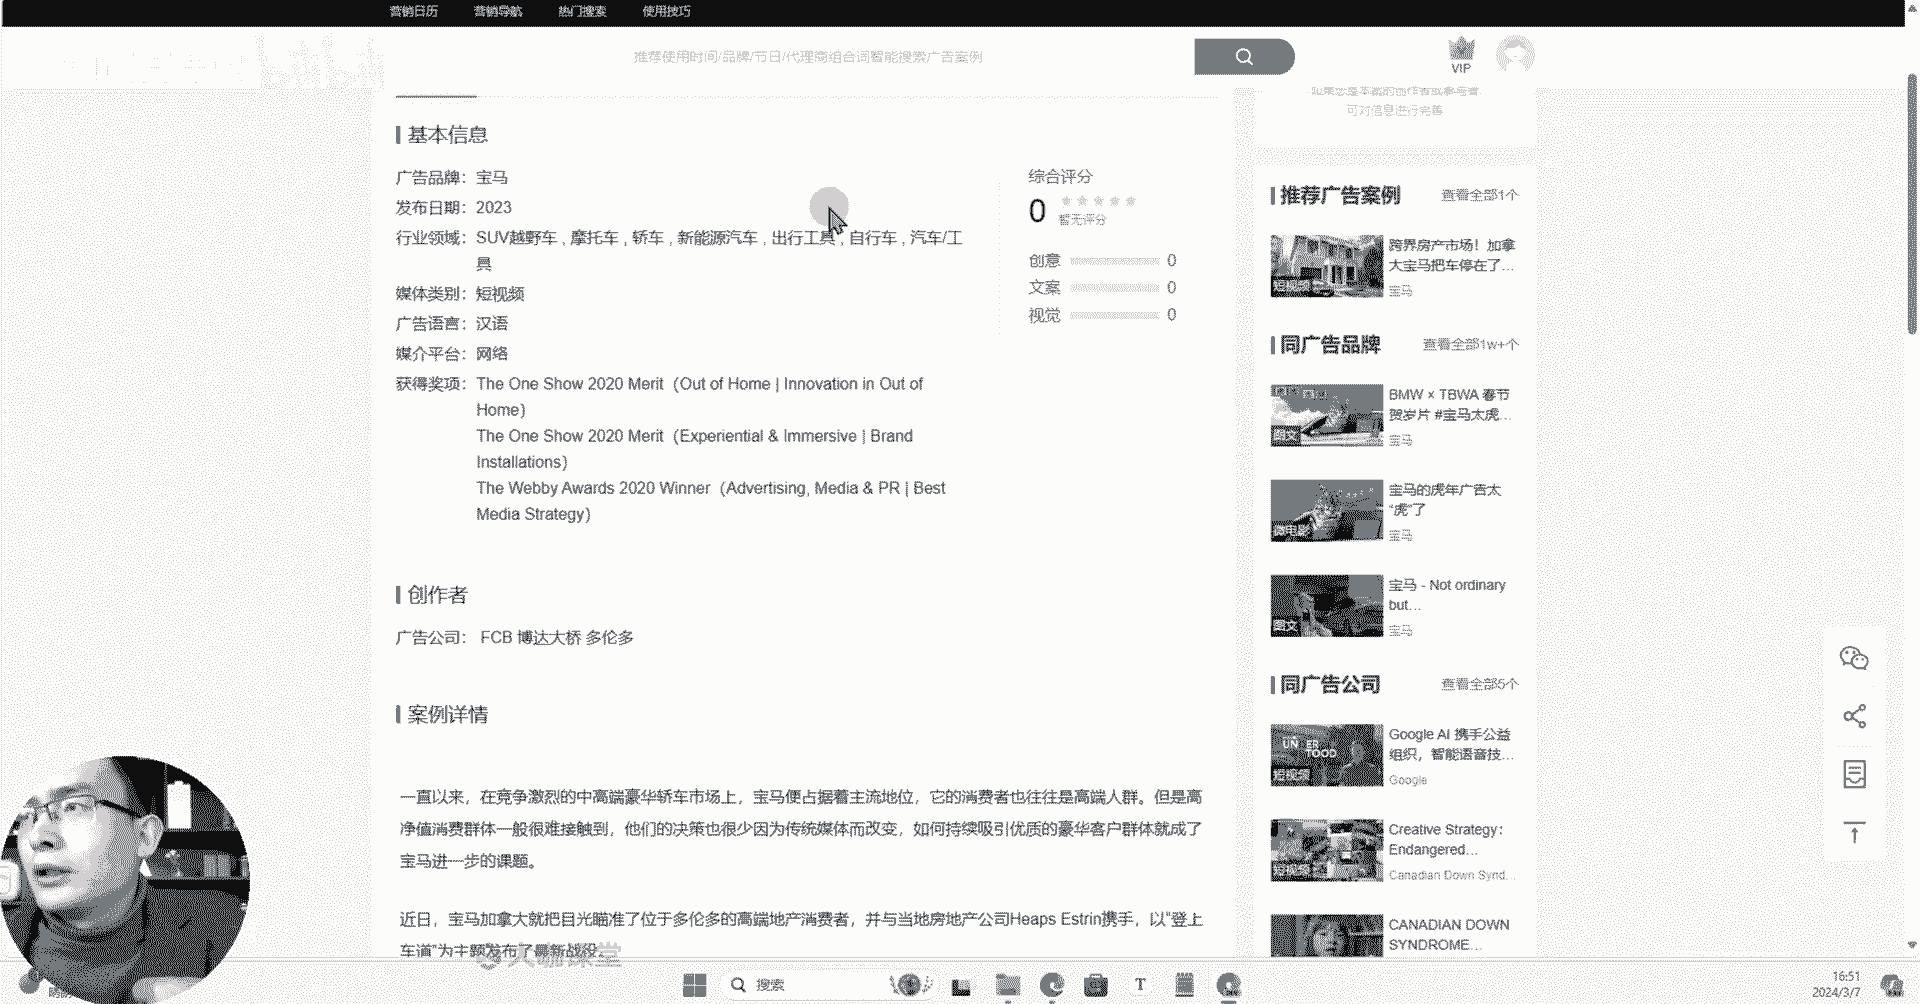 营销日历 营销导航 热门搜索 使用技巧
推荐使用时间/品牌/节日/代理商组合词智能搜索广告案例
VIP
可对信息进行完善
基本信息
广告品牌： 宝马
发布日期： 2023
行业领域： SUV越野车 , 摩托车 , 轿车 , 新能源汽车 , 出行工具 , 自行车 , 汽车/工
具
媒体类别： 短视频
广告语言： 汉语
媒介平台： 网络
获得奖项： The One Show 2020 Merit（Out of Home | Innovation in Out of
Home）
The One Show 2020 Merit（Experiential & Immersive | Brand
Installations）
The Webby Awards 2020 Winner（Advertising, Media & PR | Best
Media Strategy）
综合评分
0 暂无评分
创意 0
文案 0
视觉 0
创作者
广告公司： FCB 博达大桥 多伦多
案例详情
一直以来，在竞争激烈的中高端豪华轿车市场上，宝马便占据着主流地位，它的消费者也往往是高端人群。但是高
净值消费群体一般很难接触到，他们的决策也很少因为传统媒体而改变，如何持续吸引优质的豪华客户群体就成了
宝马进一步的课题。
近日，宝马加拿大就把目光瞄准了位于多伦多的高端地产消费者，并与当地房地产公司Heaps Estrin携手，以“登上
车道”为主题发布了最新战役。
推荐广告案例 查看全部1个
跨界房产市场！加拿
大宝马把车停在了...
短视频
宝马
同广告品牌 查看全部1w+个
BMW × TBWA 春节
贺岁片 #宝马太虎...
图文
宝马
宝马的虎年广告太
“虎”了
微电影
宝马
宝马 - Not ordinary
but...
图文
宝马
同广告公司 查看全部5个
Google AI 携手公益
组织，智能语音技...
短视频
Google
Creative Strategy：
Endangered...
短视频
Canadian Down Synd...
CANADIAN DOWN
SYNDROME...
搜索
16:51
2024/3/7